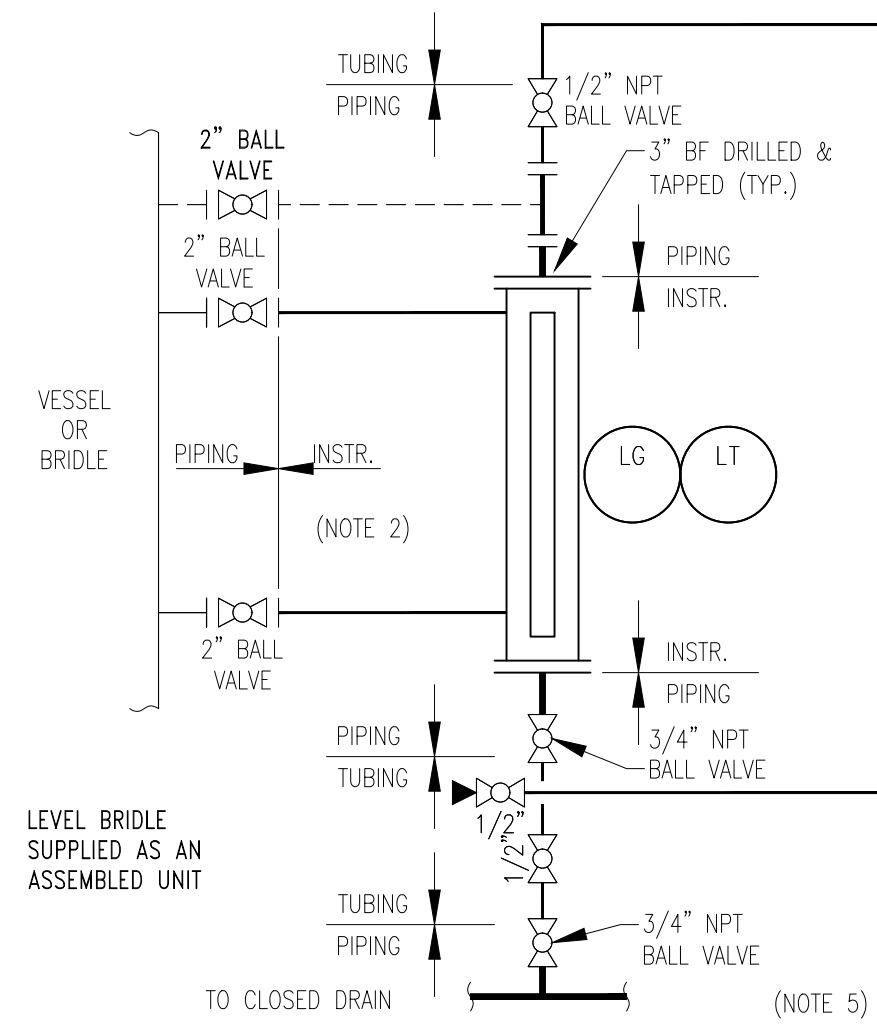 TUBING
PIPING
1/2" NPT
BALL VALVE
2" BALL
VALVE
3" BF DRILLED &
TAPPED (TYP.)
2" BALL
VALVE
PIPING
INSTR.
VESSEL
OR
BRIDLE
PIPING
INSTR.
LG
LT
(NOTE 2)
2" BALL
VALVE
INSTR.
PIPING
PIPING
TUBING
3/4" NPT
BALL VALVE
1/2"
1/2"
LEVEL BRIDLE
SUPPLIED AS AN
ASSEMBLED UNIT
TUBING
PIPING
3/4" NPT
BALL VALVE
TO CLOSED DRAIN
(NOTE 5)